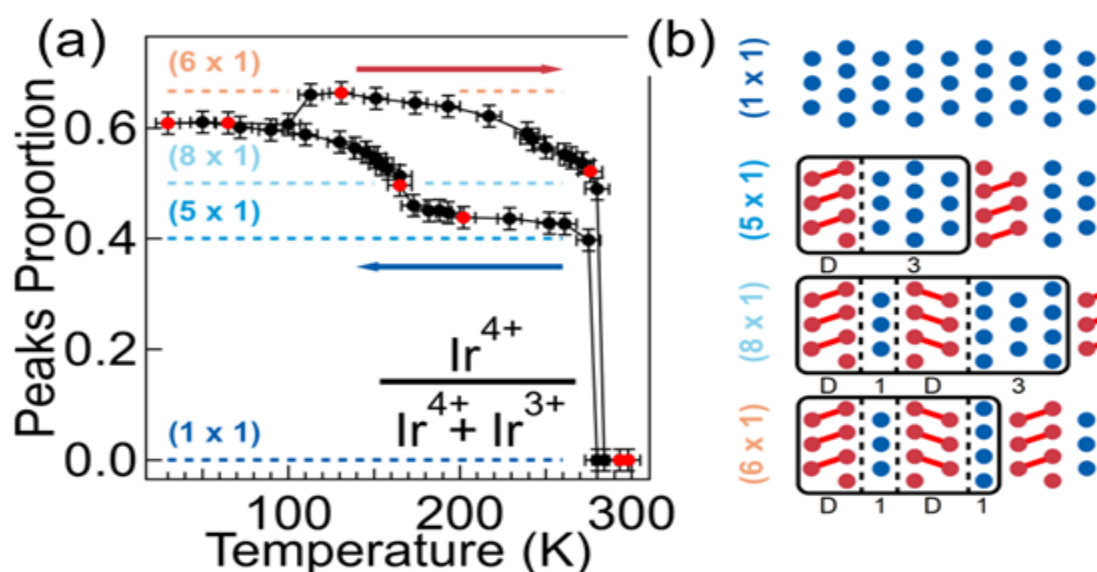 (a)
(6 x 1)
0.6
(8 x 1)
(5 x 1)
0.4
Ir4+
Ir4+ + Ir3+
0.2
(1 x 1)
0.0
100
200
300
Temperature (K)
Peaks Proportion
(b)
(1 x 1)
(5 x 1)
D 3
(8 x 1)
D 1 D 3
(6 x 1)
D 1 D 1